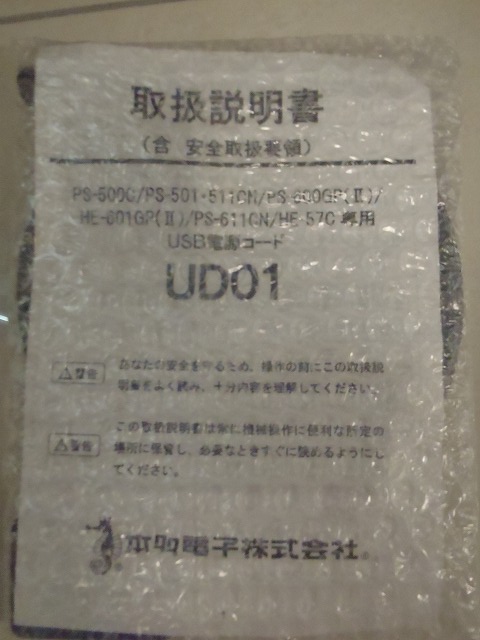 取扱説明書
(含 安全取扱要領)
PS-500C/PS-501・511CN/PS-600GP(Ⅱ)/
HE-601GP(Ⅱ)/PS-611CN/HE-57C専用
USB電源コード
UD01
⚠警告
あなたの安全を守るため、操作の前にこの取扱説
明書をよく読み、十分内容を理解してください。
⚠警告
この取扱説明書は常に機械操作に便利な所定の
場所に保管し、必要なときすぐに読めるようにし
てください。
本多電子株式会社®